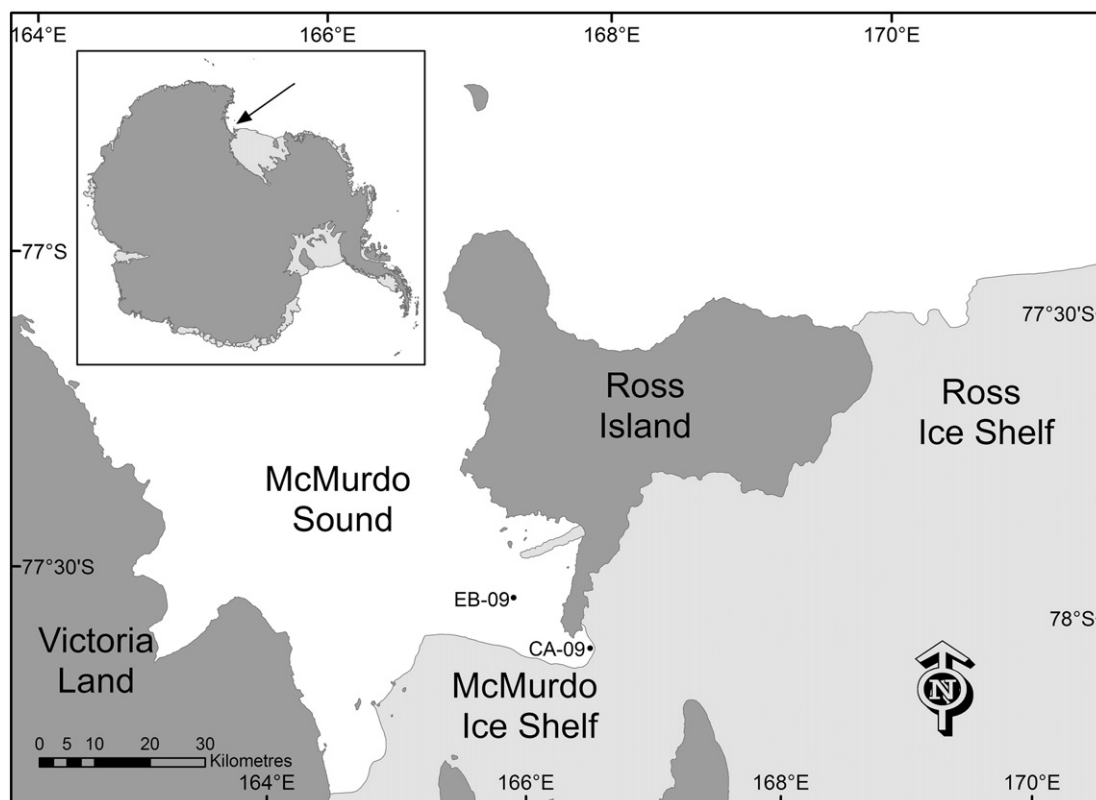 164°E 166°E 168°E 170°E
77°S
77°30'S
Ross
Island
Ross
Ice Shelf
McMurdo
Sound
77°30'S
EB-09
78°S
CA-09
Victoria
Land
McMurdo
Ice Shelf
N
0 5 10 20 30
Kilometres
164°E 166°E 168°E 170°E